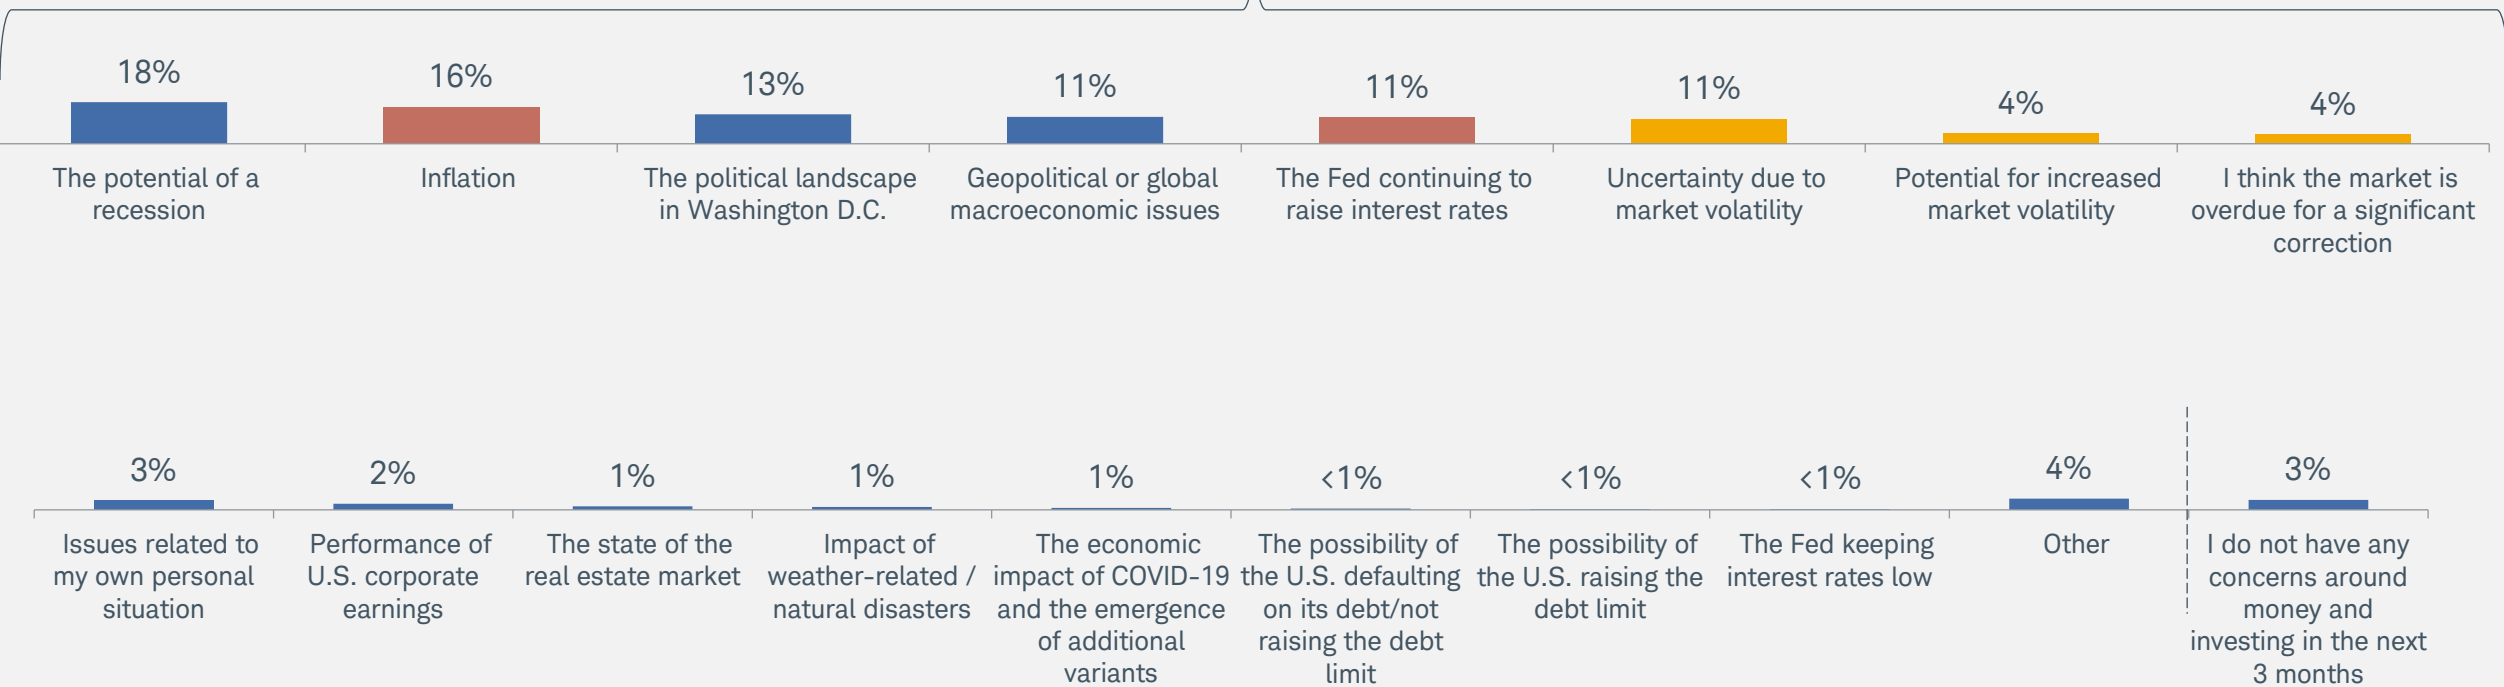 18%
16%
13%
11%
11%
11%
4%
4%
The potential of a
recession
Inflation
The political landscape
in Washington D.C.
Geopolitical or global
macroeconomic issues
The Fed continuing to
raise interest rates
Uncertainty due to
market volatility
Potential for increased
market volatility
I think the market is
overdue for a significant
correction
3%
2%
1%
1%
1%
<1%
<1%
<1%
4%
3%
Issues related to
my own personal
situation
Performance of
U.S. corporate
earnings
The state of the
real estate market
Impact of
weather-related /
natural disasters
The economic
impact of COVID-19
and the emergence
of additional
variants
The possibility of
the U.S. defaulting
on its debt/not
raising the debt
limit
The possibility of
the U.S. raising the
debt limit
The Fed keeping
interest rates low
Other
I do not have any
concerns around
money and
investing in the next
3 months